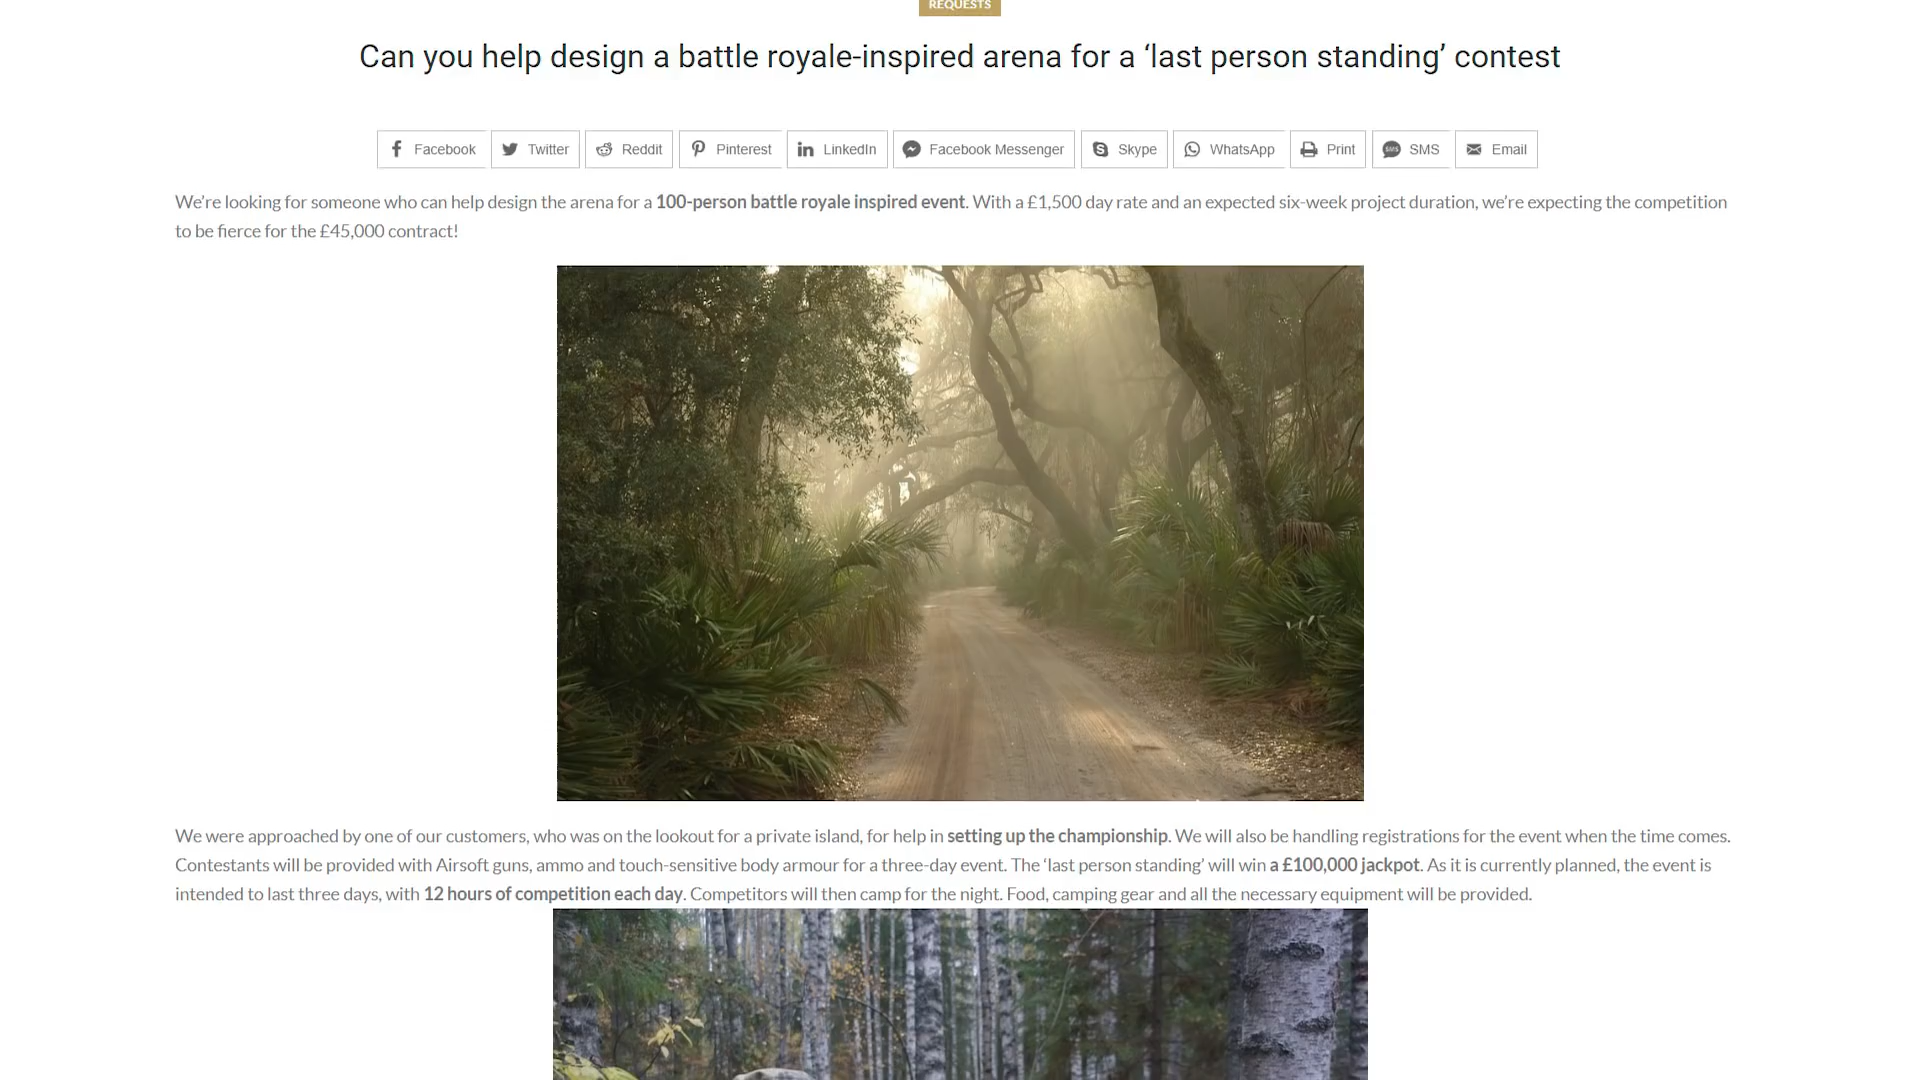 REQUESTS
Can you help design a battle royale-inspired arena for a ‘last person standing’ contest
Facebook Twitter Reddit Pinterest LinkedIn Facebook Messenger Skype WhatsApp Print SMS Email
We’re looking for someone who can help design the arena for a 100-person battle royale inspired event. With a £1,500 day rate and an expected six-week project duration, we’re expecting the competition
to be fierce for the £45,000 contract!
We were approached by one of our customers, who was on the lookout for a private island, for help in setting up the championship. We will also be handling registrations for the event when the time comes.
Contestants will be provided with Airsoft guns, ammo and touch-sensitive body armour for a three-day event. The ‘last person standing’ will win a £100,000 jackpot. As it is currently planned, the event is
intended to last three days, with 12 hours of competition each day. Competitors will then camp for the night. Food, camping gear and all the necessary equipment will be provided.